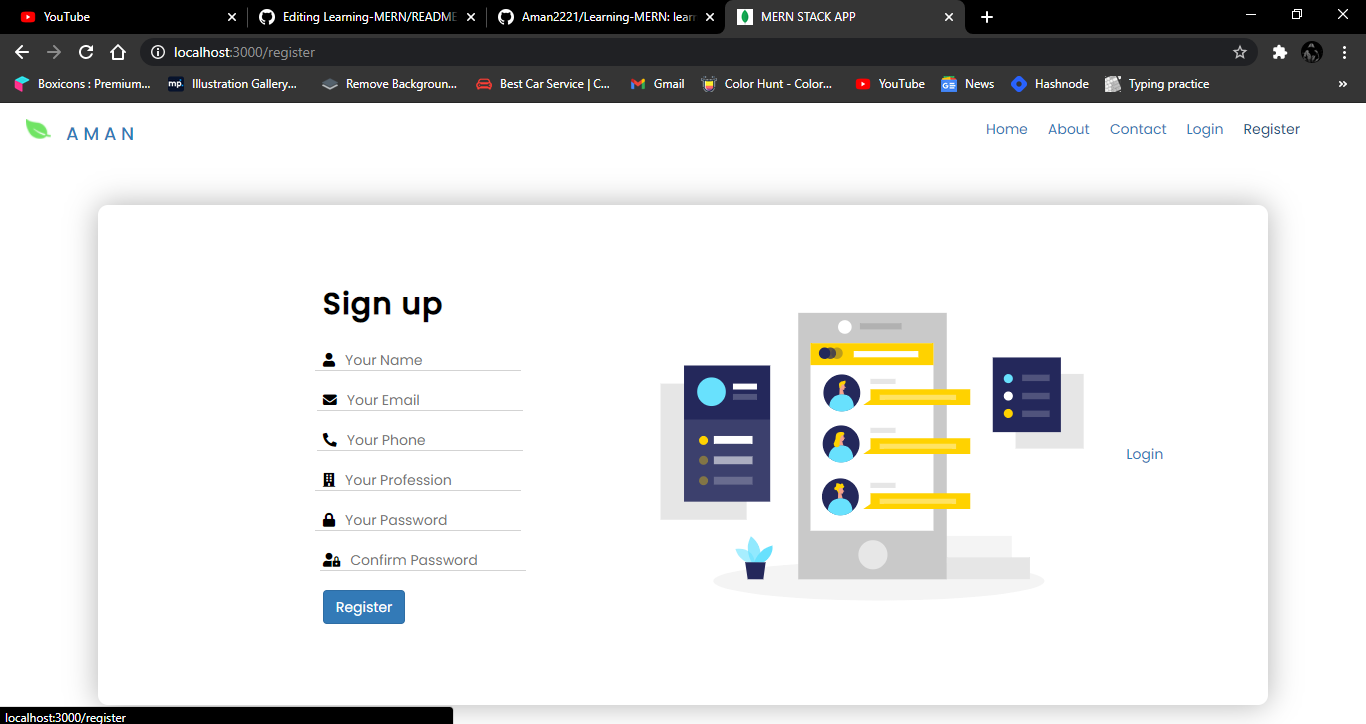 YouTube Editing Learning-MERN/README Aman2221/Learning-MERN: lear MERN STACK APP
localhost:3000/register
Boxicons : Premium... mp Illustration Gallery... Remove Backgroun... Best Car Service | C... Gmail Color Hunt - Color... YouTube News Hashnode Typing practice »
AMAN Home About Contact Login Register
Sign up
Your Name
Your Email
Your Phone
Your Profession
Your Password
Confirm Password
Register
Login
localhost:3000/register